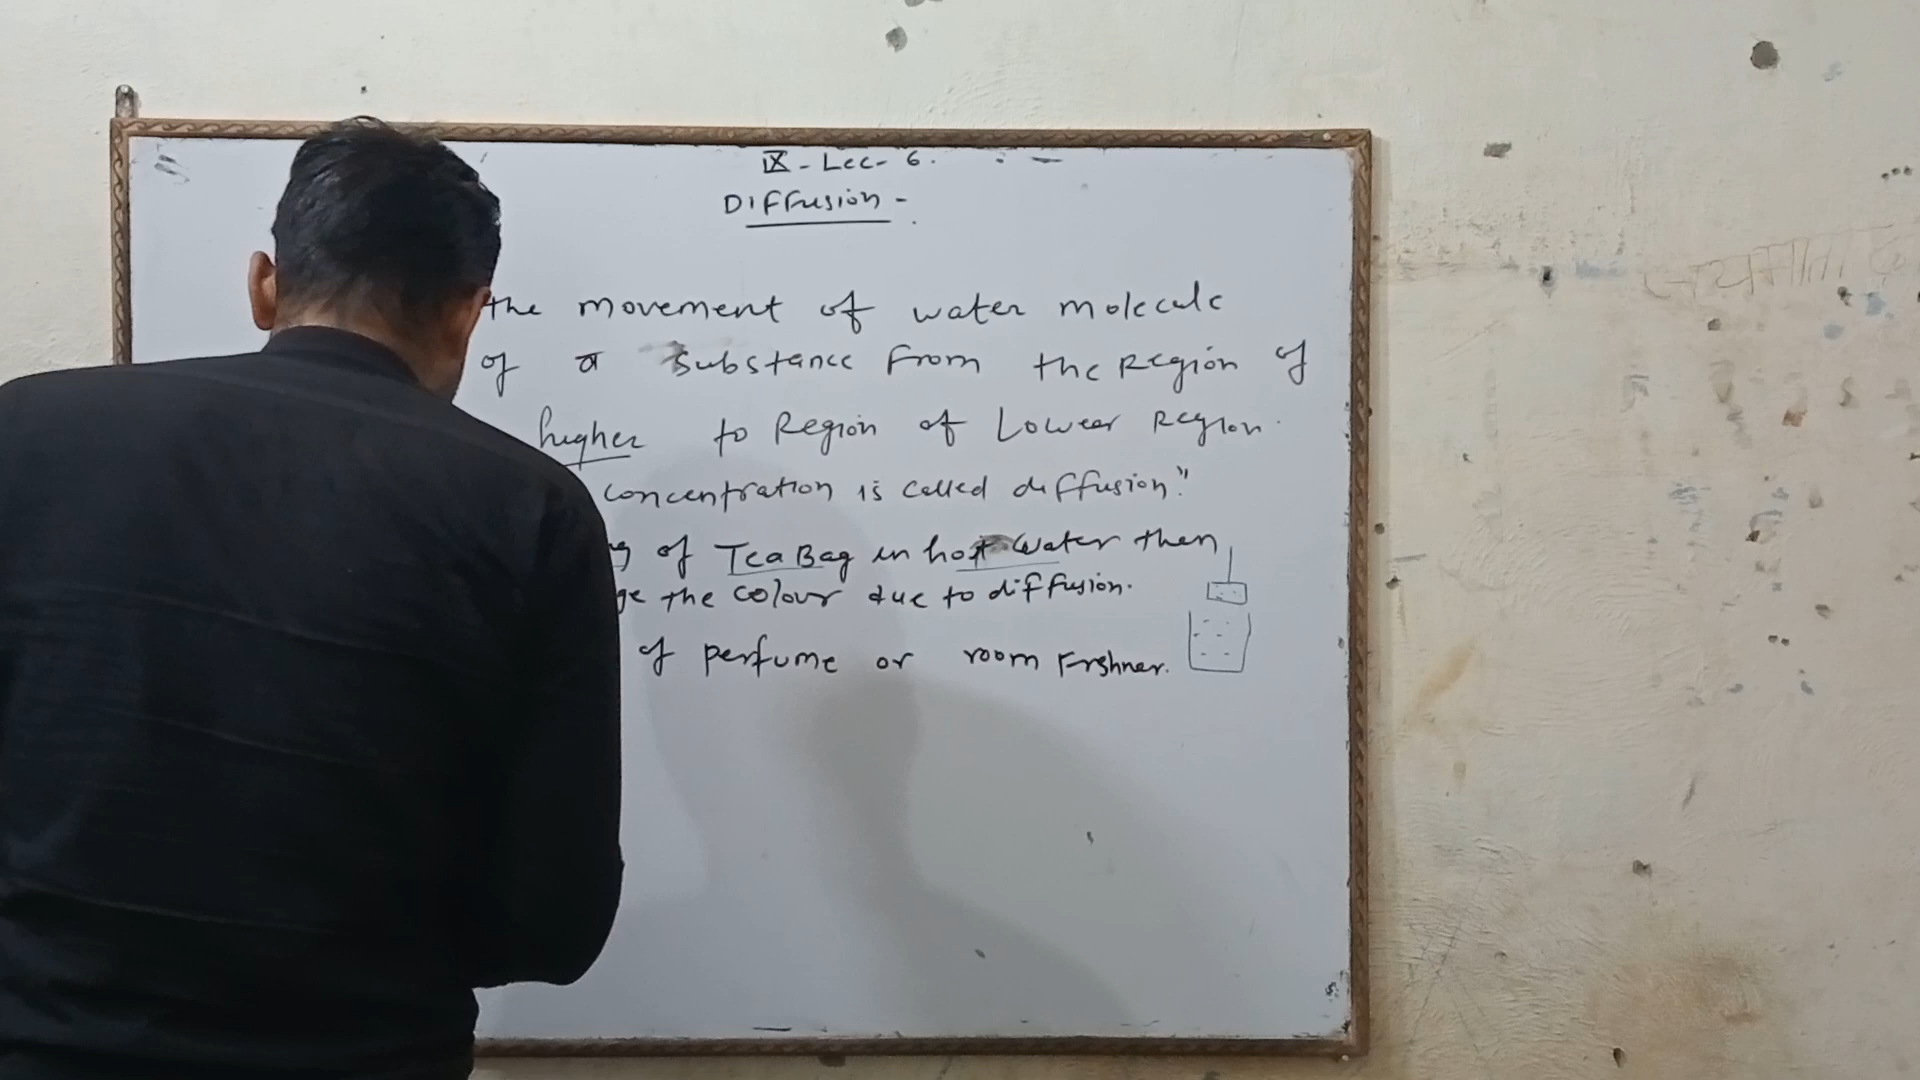 IX - Lec- 6.
Diffusion -
the movement of water molecule
of a substance from the Region of
higher to Region of Lower Region.
concentration is called diffusion."
of Tea Bag in hot water then
the colour due to diffusion.
of perfume or room Frshner.